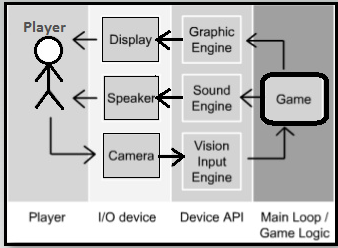 Player
Display
Graphic
Engine
Speaker
Sound
Engine
Game
Camera
Vision
Input
Engine
Player
I/O device
Device API
Main Loop /
Game Logic